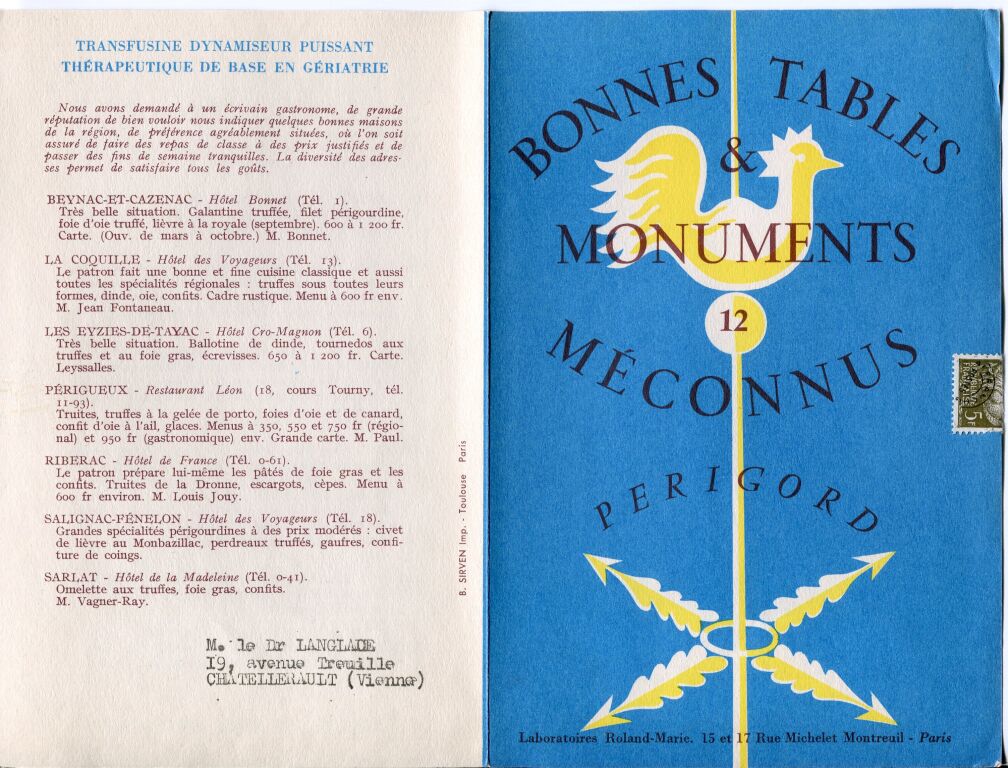 TRANSFUSINE DYNAMISEUR PUISSANT
THÉRAPEUTIQUE DE BASE EN GÉRIATRIE
Nous avons demandé à un écrivain gastronome, de grande
réputation de bien vouloir nous indiquer quelques bonnes maisons
de la région, de préférence agréablement situées, où l'on soit
assuré de faire des repas de classe à des prix justifiés et de
passer des fins de semaine tranquilles. La diversité des adres-
ses permet de satisfaire tous les goûts.
BEYNAC-ET-CAZENAC - Hôtel Bonnet (Tél. 1).
Très belle situation. Galantine truffée, filet périgourdine,
foie d'oie truffé, lièvre à la royale (septembre). 600 à 1 200 fr.
Carte. (Ouv. de mars à octobre.) M. Bonnet.
LA COQUILLE - Hôtel des Voyageurs (Tél. 13).
Le patron fait une bonne et fine cuisine classique et aussi
toutes les spécialités régionales : truffes sous toutes leurs
formes, dinde, oie, confits. Cadre rustique. Menu à 600 fr env.
M. Jean Fontaneau.
LES EYZIES-DE-TAYAC - Hôtel Cro-Magnon (Tél. 6).
Très belle situation. Ballotine de dinde, tournedos aux
truffes et au foie gras, écrevisses. 650 à 1 200 fr. Carte.
Leyssalles.
PÉRIGUEUX - Restaurant Léon (18, cours Tourny, tél.
11-93).
Truites, truffes à la gelée de porto, foies d'oie et de canard,
confit d'oie à l'ail, glaces. Menus à 350, 550 et 750 fr (régio-
nal) et 950 fr (gastronomique) env. Grande carte. M. Paul.
RIBERAC - Hôtel de France (Tél. 0-61).
Le patron prépare lui-même les pâtés de foie gras et les
confits. Truites de la Dronne, escargots, cèpes. Menu à
600 fr environ. M. Louis Jouy.
SALIGNAC-FÉNELON - Hôtel des Voyageurs (Tél. 18).
Grandes spécialités périgourdines à des prix modérés : civet
de lièvre au Monbazillac, perdreaux truffés, gaufres, confi-
ture de coings.
SARLAT - Hôtel de la Madeleine (Tél. 0-41).
Omelette aux truffes, foie gras, confits.
M. Vagner-Ray.
M. le Dr LANGLADE
19, avenue Treuille
CHATELLERAULT (Vienne)
B. SIRVEN Imp. - Toulouse Paris
BONNES TABLES
&
MONUMENTS
12
MÉCONNUS
PERIGORD
5F
Laboratoires Roland-Marie. 15 et 17 Rue Michelet Montreuil - Paris